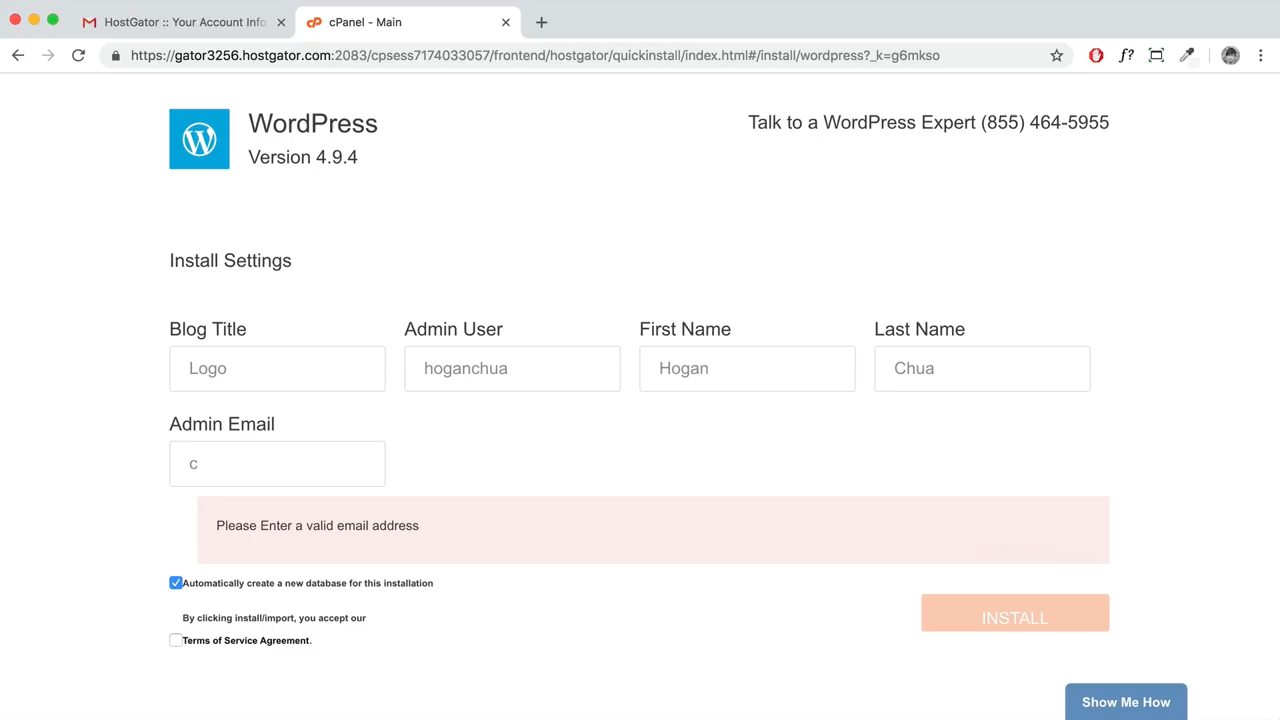 HostGator :: Your Account Info
cPanel - Main
https://gator3256.hostgator.com:2083/cpsess7174033057/frontend/hostgator/quickinstall/index.html#/install/wordpress?_k=g6mkso
f?
WordPress
Version 4.9.4
Talk to a WordPress Expert (855) 464-5955
Install Settings
Blog Title Admin User First Name Last Name
Logo hoganchua Hogan Chua
Admin Email
c
Please Enter a valid email address
Automatically create a new database for this installation
By clicking install/import, you accept our
Terms of Service Agreement.
INSTALL
Show Me How